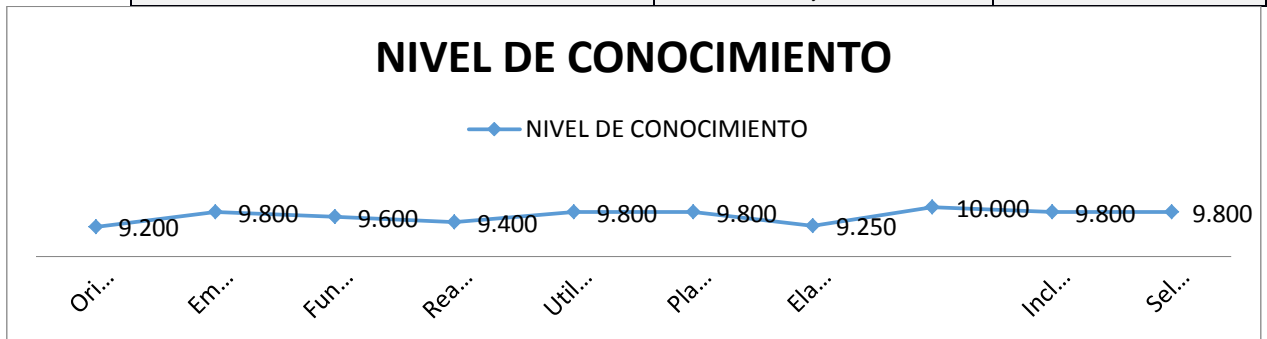 NIVEL DE CONOCIMIENTO
NIVEL DE CONOCIMIENTO
9.200 9.800 9.600 9.400 9.800 9.800 9.250 10.000 9.800 9.800
Ori... Em... Fun... Rea... Util... Pla... Ela... Incl... Sel...